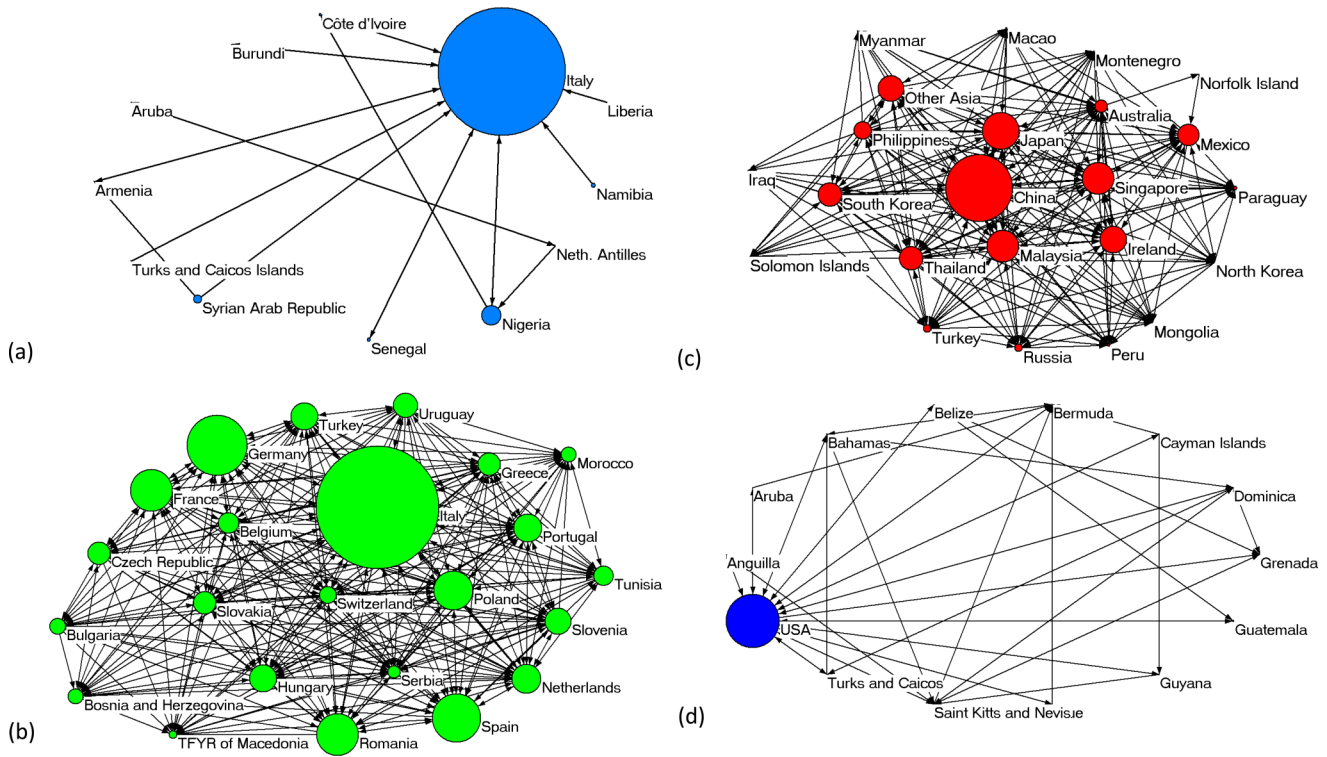 Côte d'Ivoire
Burundi
Italy
Aruba
Liberia
Armenia
Namibia
Neth. Antilles
Turks and Caicos Islands
Syrian Arab Republic
Nigeria
Senegal
(a)
Uruguay
Turkey
Germany
Greece
Morocco
France
Italy
Belgium
Portugal
Czech Republic
Tunisia
Slovakia
Switzerland
Poland
Bulgaria
Slovenia
Hungary
Serbia
Netherlands
Bosnia and Herzegovina
Spain
TFYR of Macedonia
Romania
(b)
Myanmar
Macao
Montenegro
Norfolk Island
Other Asia
Australia
Philippines
Japan
Mexico
Iraq
South Korea
China
Singapore
Paraguay
Solomon Islands
Thailand
Malaysia
Ireland
North Korea
Turkey
Mongolia
Russia
Peru
(c)
Belize
Bermuda
Bahamas
Cayman Islands
Aruba
Dominica
Anguilla
Grenada
USA
Guatemala
Turks and Caicos
Guyana
Saint Kitts and Nevisue
(d)